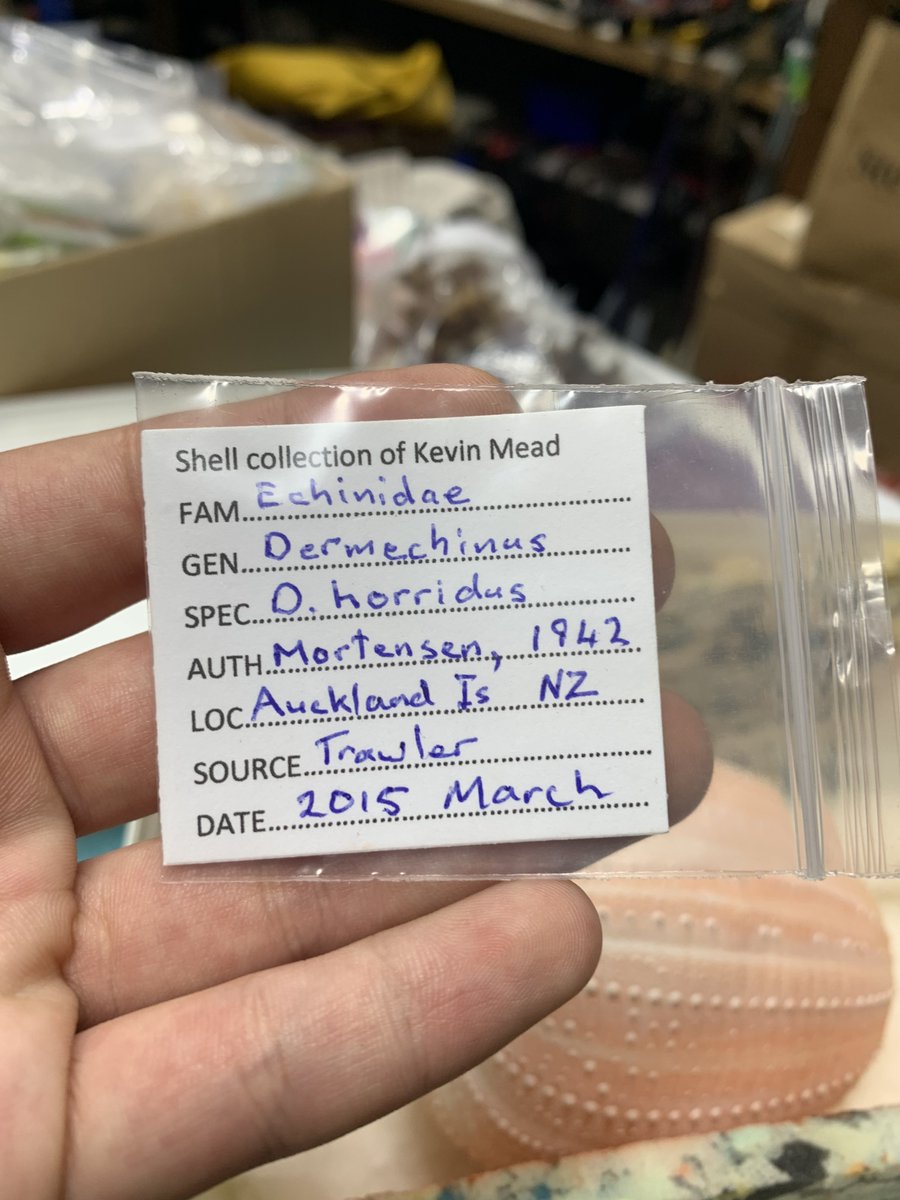 Shell collection of Kevin Mead
FAM....Echinidae................
GEN...Dermechinus............
SPEC...D. horridus................
AUTH..Mortensen, 1942..
LOC.Auckland Is NZ......
SOURCE...Trawler..................
DATE......2015 March......